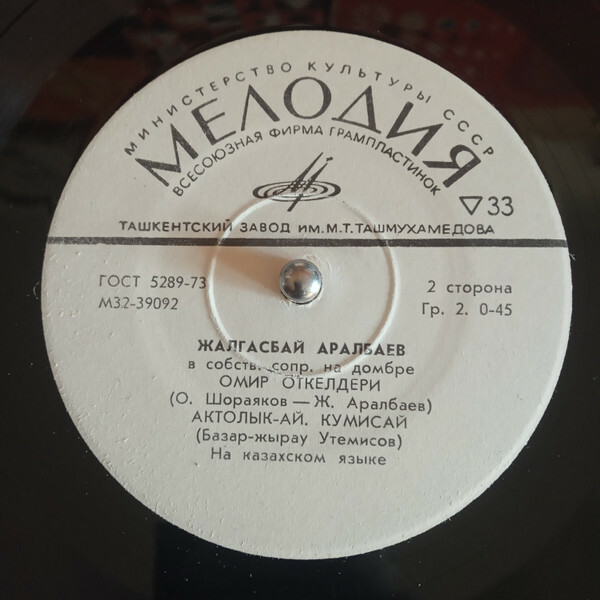 МИНИСТЕРСТВО КУЛЬТУРЫ СССР
МЕЛОДИЯ
ВСЕСОЮЗНАЯ ФИРМА ГРАМПЛАСТИНОК
▽33
ТАШКЕНТСКИЙ ЗАВОД ИМ. М.Т. ТАШМУХАМЕДОВА
ГОСТ 5289-73
М32-39092
2 сторона
Гр. 2. 0-45
ЖАЛГАСБАЙ АРАЛБАЕВ
в собств. сопр. на домбре
ОМИР ОТКЕЛДЕРИ
(О. Шораяков — Ж. Аралбаев)
АКТОЛЫК-АЙ. КУМИСАЙ
(Базар-жырау Утемисов)
На казахском языке